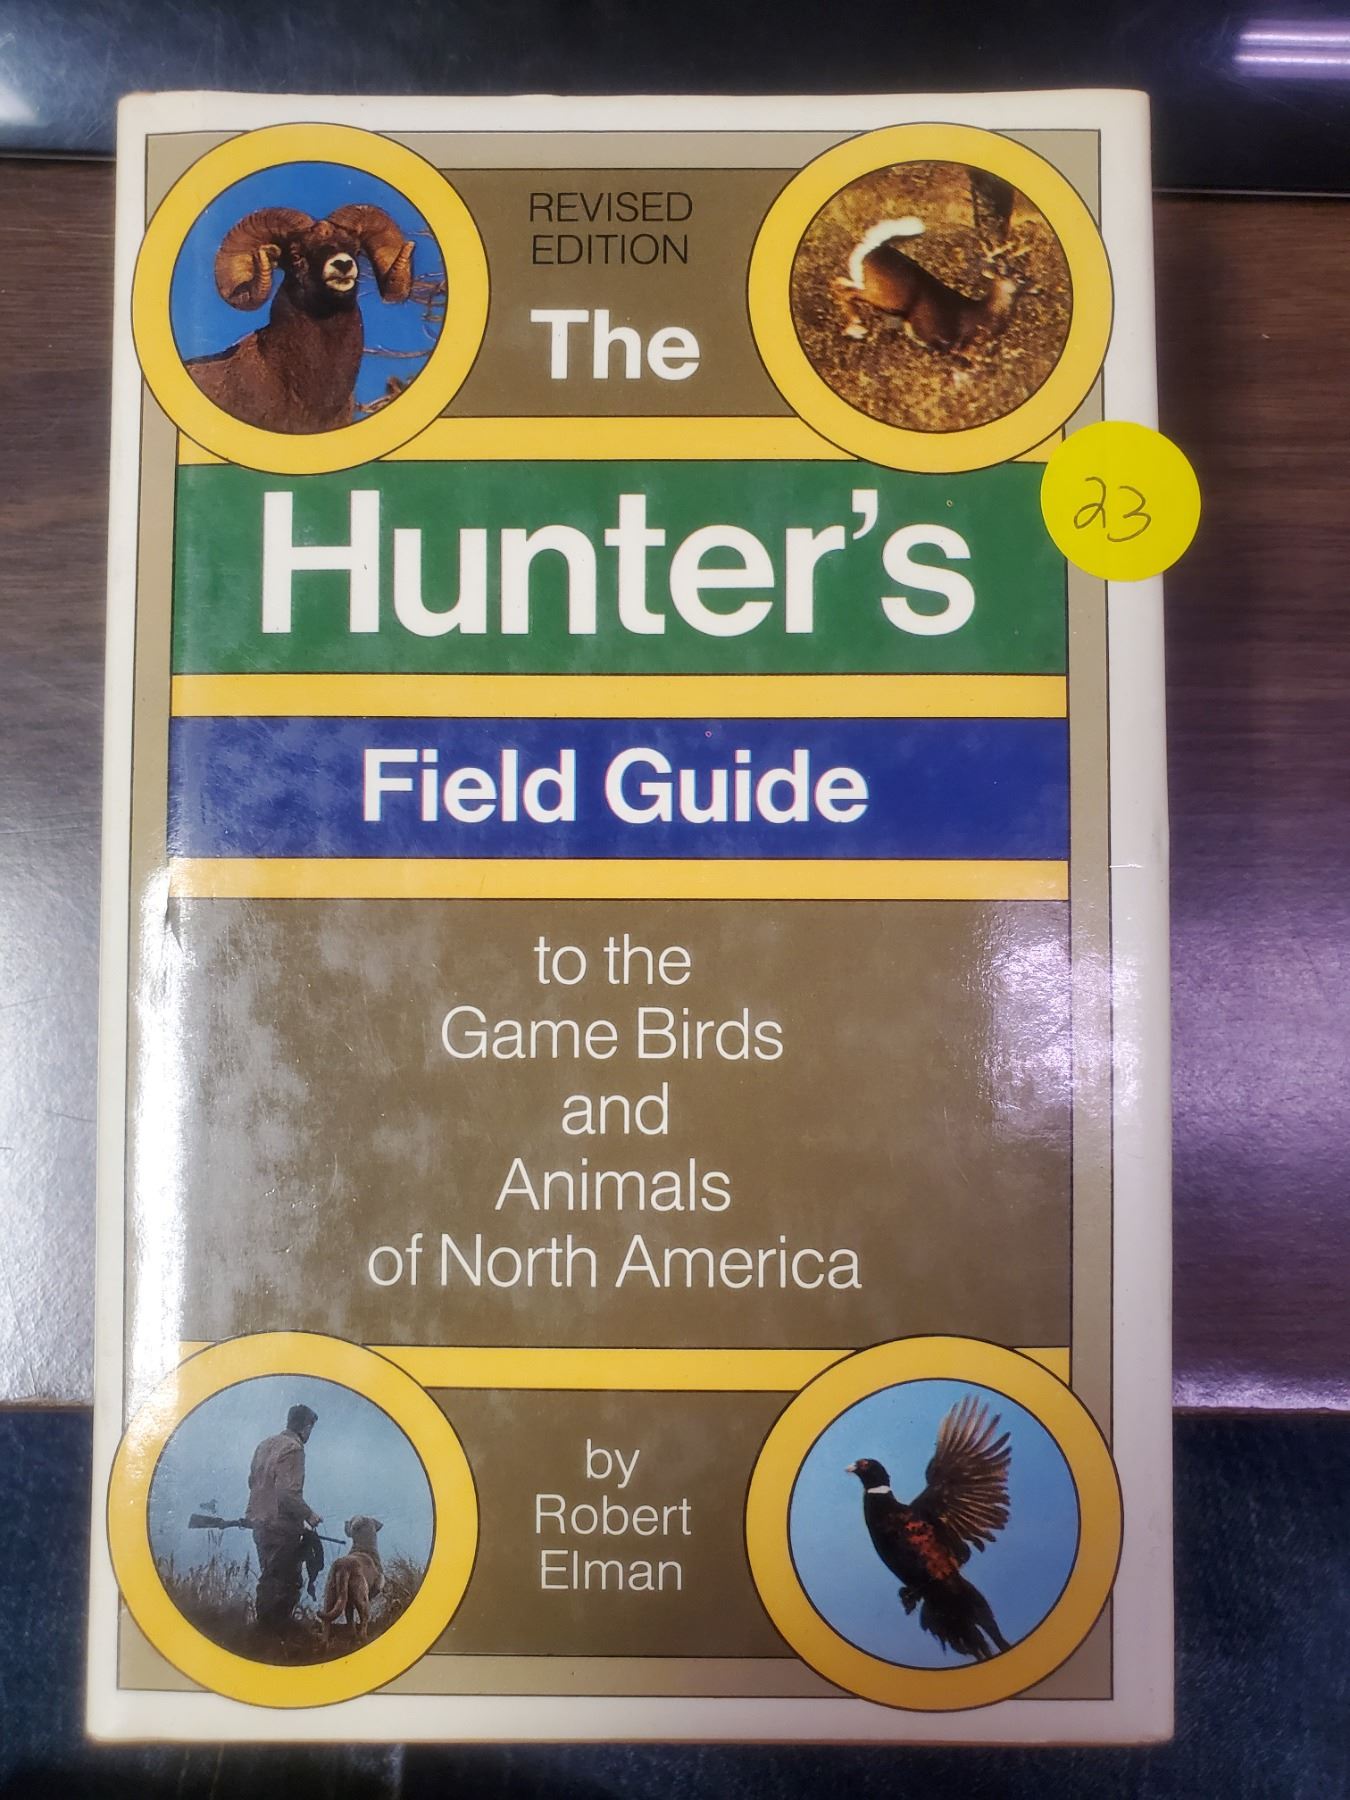 REVISED
EDITION
The
Hunter's
23
Field Guide
to the
Game Birds
and
Animals
of North America
by
Robert
Elman